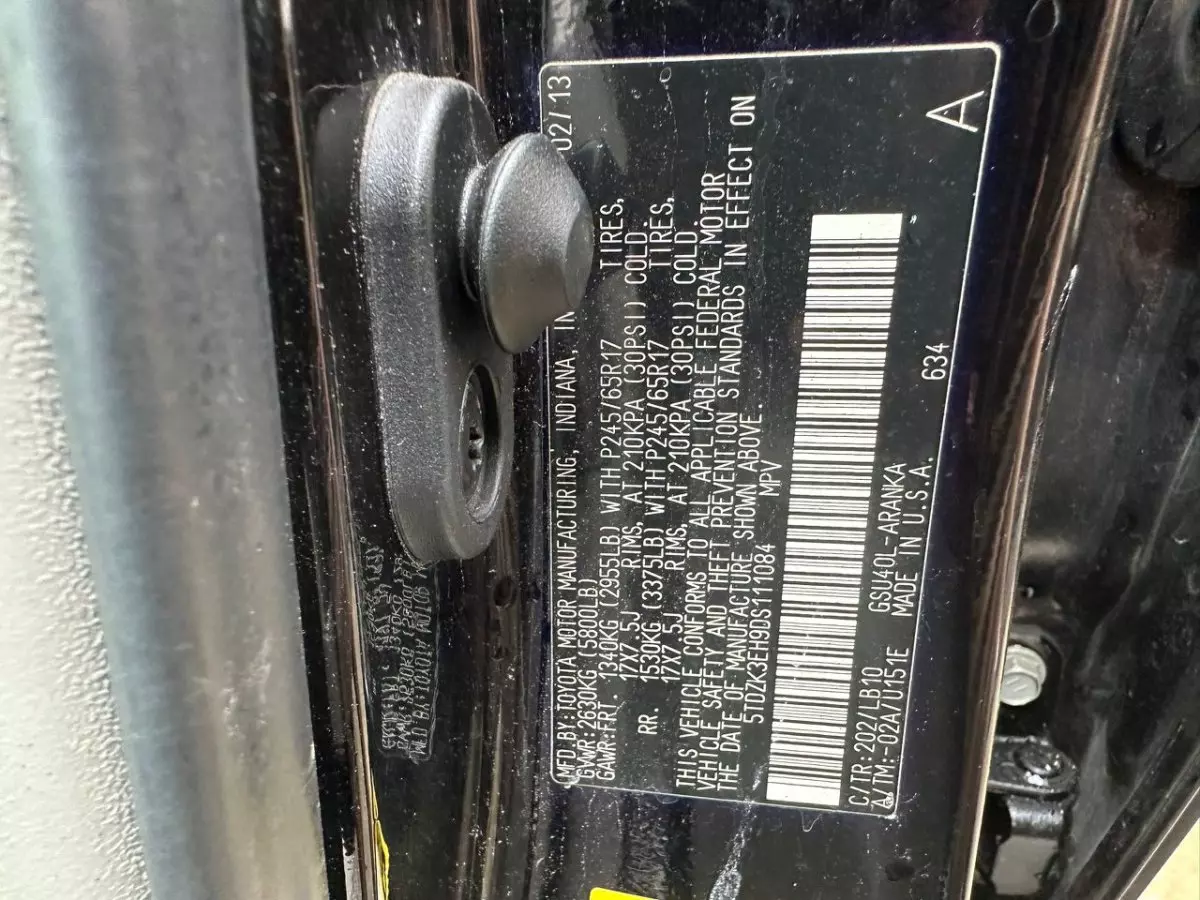 MFD.BY:TOYOTA MOTOR MANUFACTURING, INDIANA, IN 02/13
GVWR:2630KG (5800LB)
GAWR:FRT. 1340KG (2955LB) WITH P245/65R17 TIRES,
17X7.5J RIMS, AT 210KPA (30PSI) COLD.
RR. 1530KG (3375LB) WITH P245/65R17 TIRES,
17X7.5J RIMS, AT 210KPA (30PSI) COLD.
THIS VEHICLE CONFORMS TO ALL APPLICABLE FEDERAL MOTOR
VEHICLE SAFETY AND THEFT PREVENTION STANDARDS IN EFFECT ON
THE DATE OF MANUFACTURE SHOWN ABOVE.
5TDZK3EH9DS111084 MPV
C/TR:202/LB10 GSU40L-ARANKA
A/TM:-02A/U151E MADE IN U.S.A. 634
A